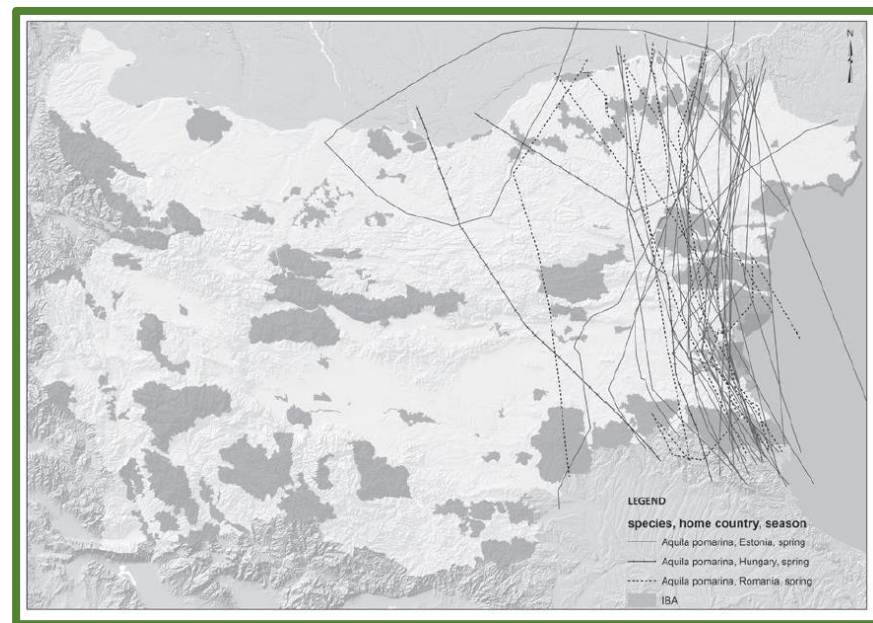 N
LEGEND
species, home country, season
Aquila pomarina, Estonia, spring
Aquila pomarina, Hungary, spring
Aquila pomarina, Romania, spring
IBA